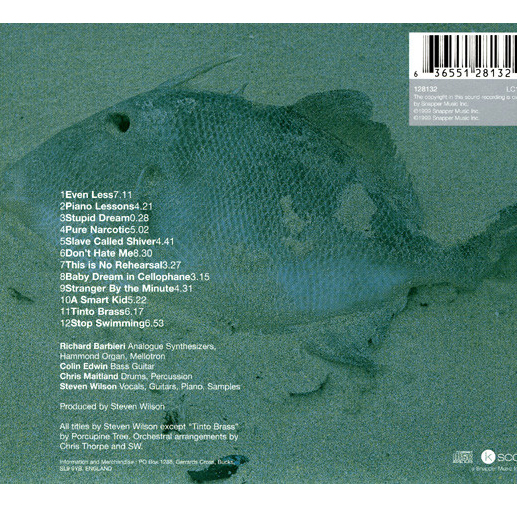 6 36551 28132
128132 LC
The copyright in this sound recording is
by Snapper Music Inc.
©1999 Snapper Music Inc.
℗1999 Snapper Music Inc.
1Even Less7.11
2Piano Lessons4.21
3Stupid Dream0.28
4Pure Narcotic5.02
5Slave Called Shiver4.41
6Don't Hate Me8.30
7This is No Rehearsal3.27
8Baby Dream in Cellophane3.15
9Stranger By the Minute4.31
10A Smart Kid5.22
11Tinto Brass6.17
12Stop Swimming6.53
Richard Barbieri Analogue Synthesizers,
Hammond Organ, Mellotron
Colin Edwin Bass Guitar
Chris Maitland Drums, Percussion
Steven Wilson Vocals, Guitars, Piano, Samples
Produced by Steven Wilson
All titles by Steven Wilson except "Tinto Brass"
by Porcupine Tree. Orchestral arrangements by
Chris Thorpe and SW.
Information and Merchandise : PO Box 1288, Gerrards Cross, Bucks,
SL9 9YB, ENGLAND
K SCO
a Snapper Music